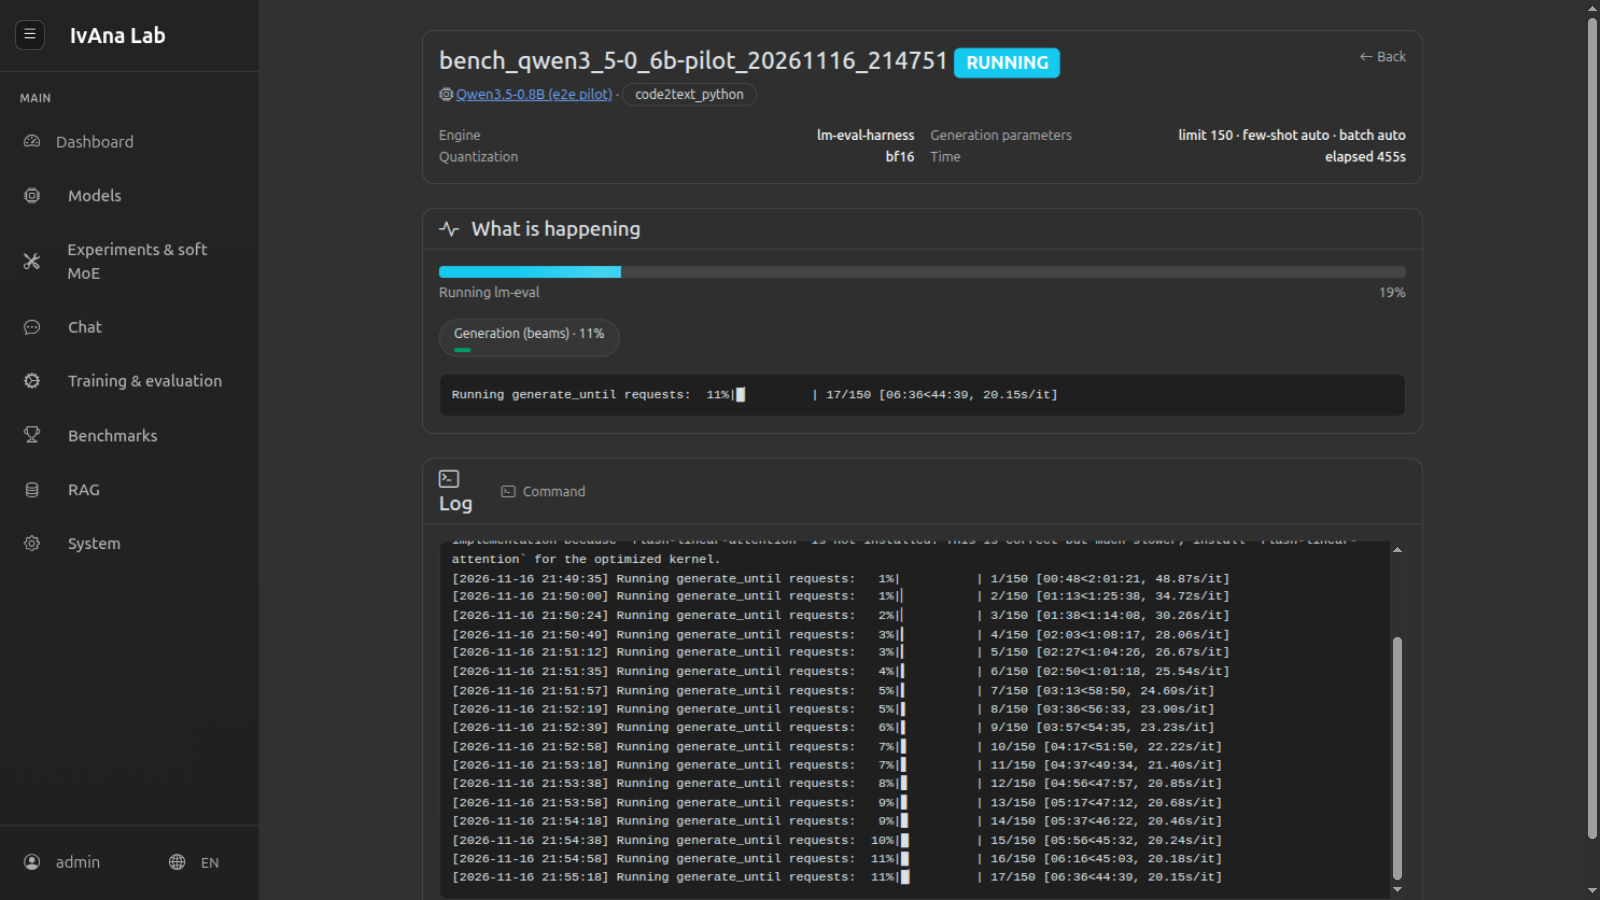 IvAna Lab
MAIN
Dashboard
Models
Experiments & soft
MoE
Chat
Training & evaluation
Benchmarks
RAG
System
admin
EN
bench_qwen3_5-0_6b-pilot_20261116_214751 RUNNING
← Back
Qwen3.5-0.8B (e2e pilot) · code2text_python
Engine lm-eval-harness Generation parameters limit 150 · few-shot auto · batch auto
Quantization bf16 Time elapsed 455s
What is happening
Running lm-eval 19%
Generation (beams) · 11%
Running generate_until requests: 11%|█ | 17/150 [06:36<44:39, 20.15s/it]
Log
Command
implementation because `flash-linear-attention` is not installed. This is correct but much slower; install `flash-linear-
attention` for the optimized kernel.
[2026-11-16 21:49:35] Running generate_until requests: 1%| | 1/150 [00:48<2:01:21, 48.87s/it]
[2026-11-16 21:50:00] Running generate_until requests: 1%|▏ | 2/150 [01:13<1:25:38, 34.72s/it]
[2026-11-16 21:50:24] Running generate_until requests: 2%|▏ | 3/150 [01:38<1:14:08, 30.26s/it]
[2026-11-16 21:50:49] Running generate_until requests: 3%|▎ | 4/150 [02:03<1:08:17, 28.06s/it]
[2026-11-16 21:51:12] Running generate_until requests: 3%|▎ | 5/150 [02:27<1:04:26, 26.67s/it]
[2026-11-16 21:51:35] Running generate_until requests: 4%|▍ | 6/150 [02:50<1:01:18, 25.54s/it]
[2026-11-16 21:51:57] Running generate_until requests: 5%|▍ | 7/150 [03:13<58:50, 24.69s/it]
[2026-11-16 21:52:19] Running generate_until requests: 5%|▌ | 8/150 [03:36<56:33, 23.90s/it]
[2026-11-16 21:52:39] Running generate_until requests: 6%|▌ | 9/150 [03:57<54:35, 23.23s/it]
[2026-11-16 21:52:58] Running generate_until requests: 7%|▋ | 10/150 [04:17<51:50, 22.22s/it]
[2026-11-16 21:53:18] Running generate_until requests: 7%|▋ | 11/150 [04:37<49:34, 21.40s/it]
[2026-11-16 21:53:38] Running generate_until requests: 8%|▊ | 12/150 [04:56<47:57, 20.85s/it]
[2026-11-16 21:53:58] Running generate_until requests: 9%|▊ | 13/150 [05:17<47:12, 20.68s/it]
[2026-11-16 21:54:18] Running generate_until requests: 9%|▉ | 14/150 [05:37<46:22, 20.46s/it]
[2026-11-16 21:54:38] Running generate_until requests: 10%|█ | 15/150 [05:56<45:32, 20.24s/it]
[2026-11-16 21:54:58] Running generate_until requests: 11%|█ | 16/150 [06:16<45:03, 20.18s/it]
[2026-11-16 21:55:18] Running generate_until requests: 11%|█▏ | 17/150 [06:36<44:39, 20.15s/it]